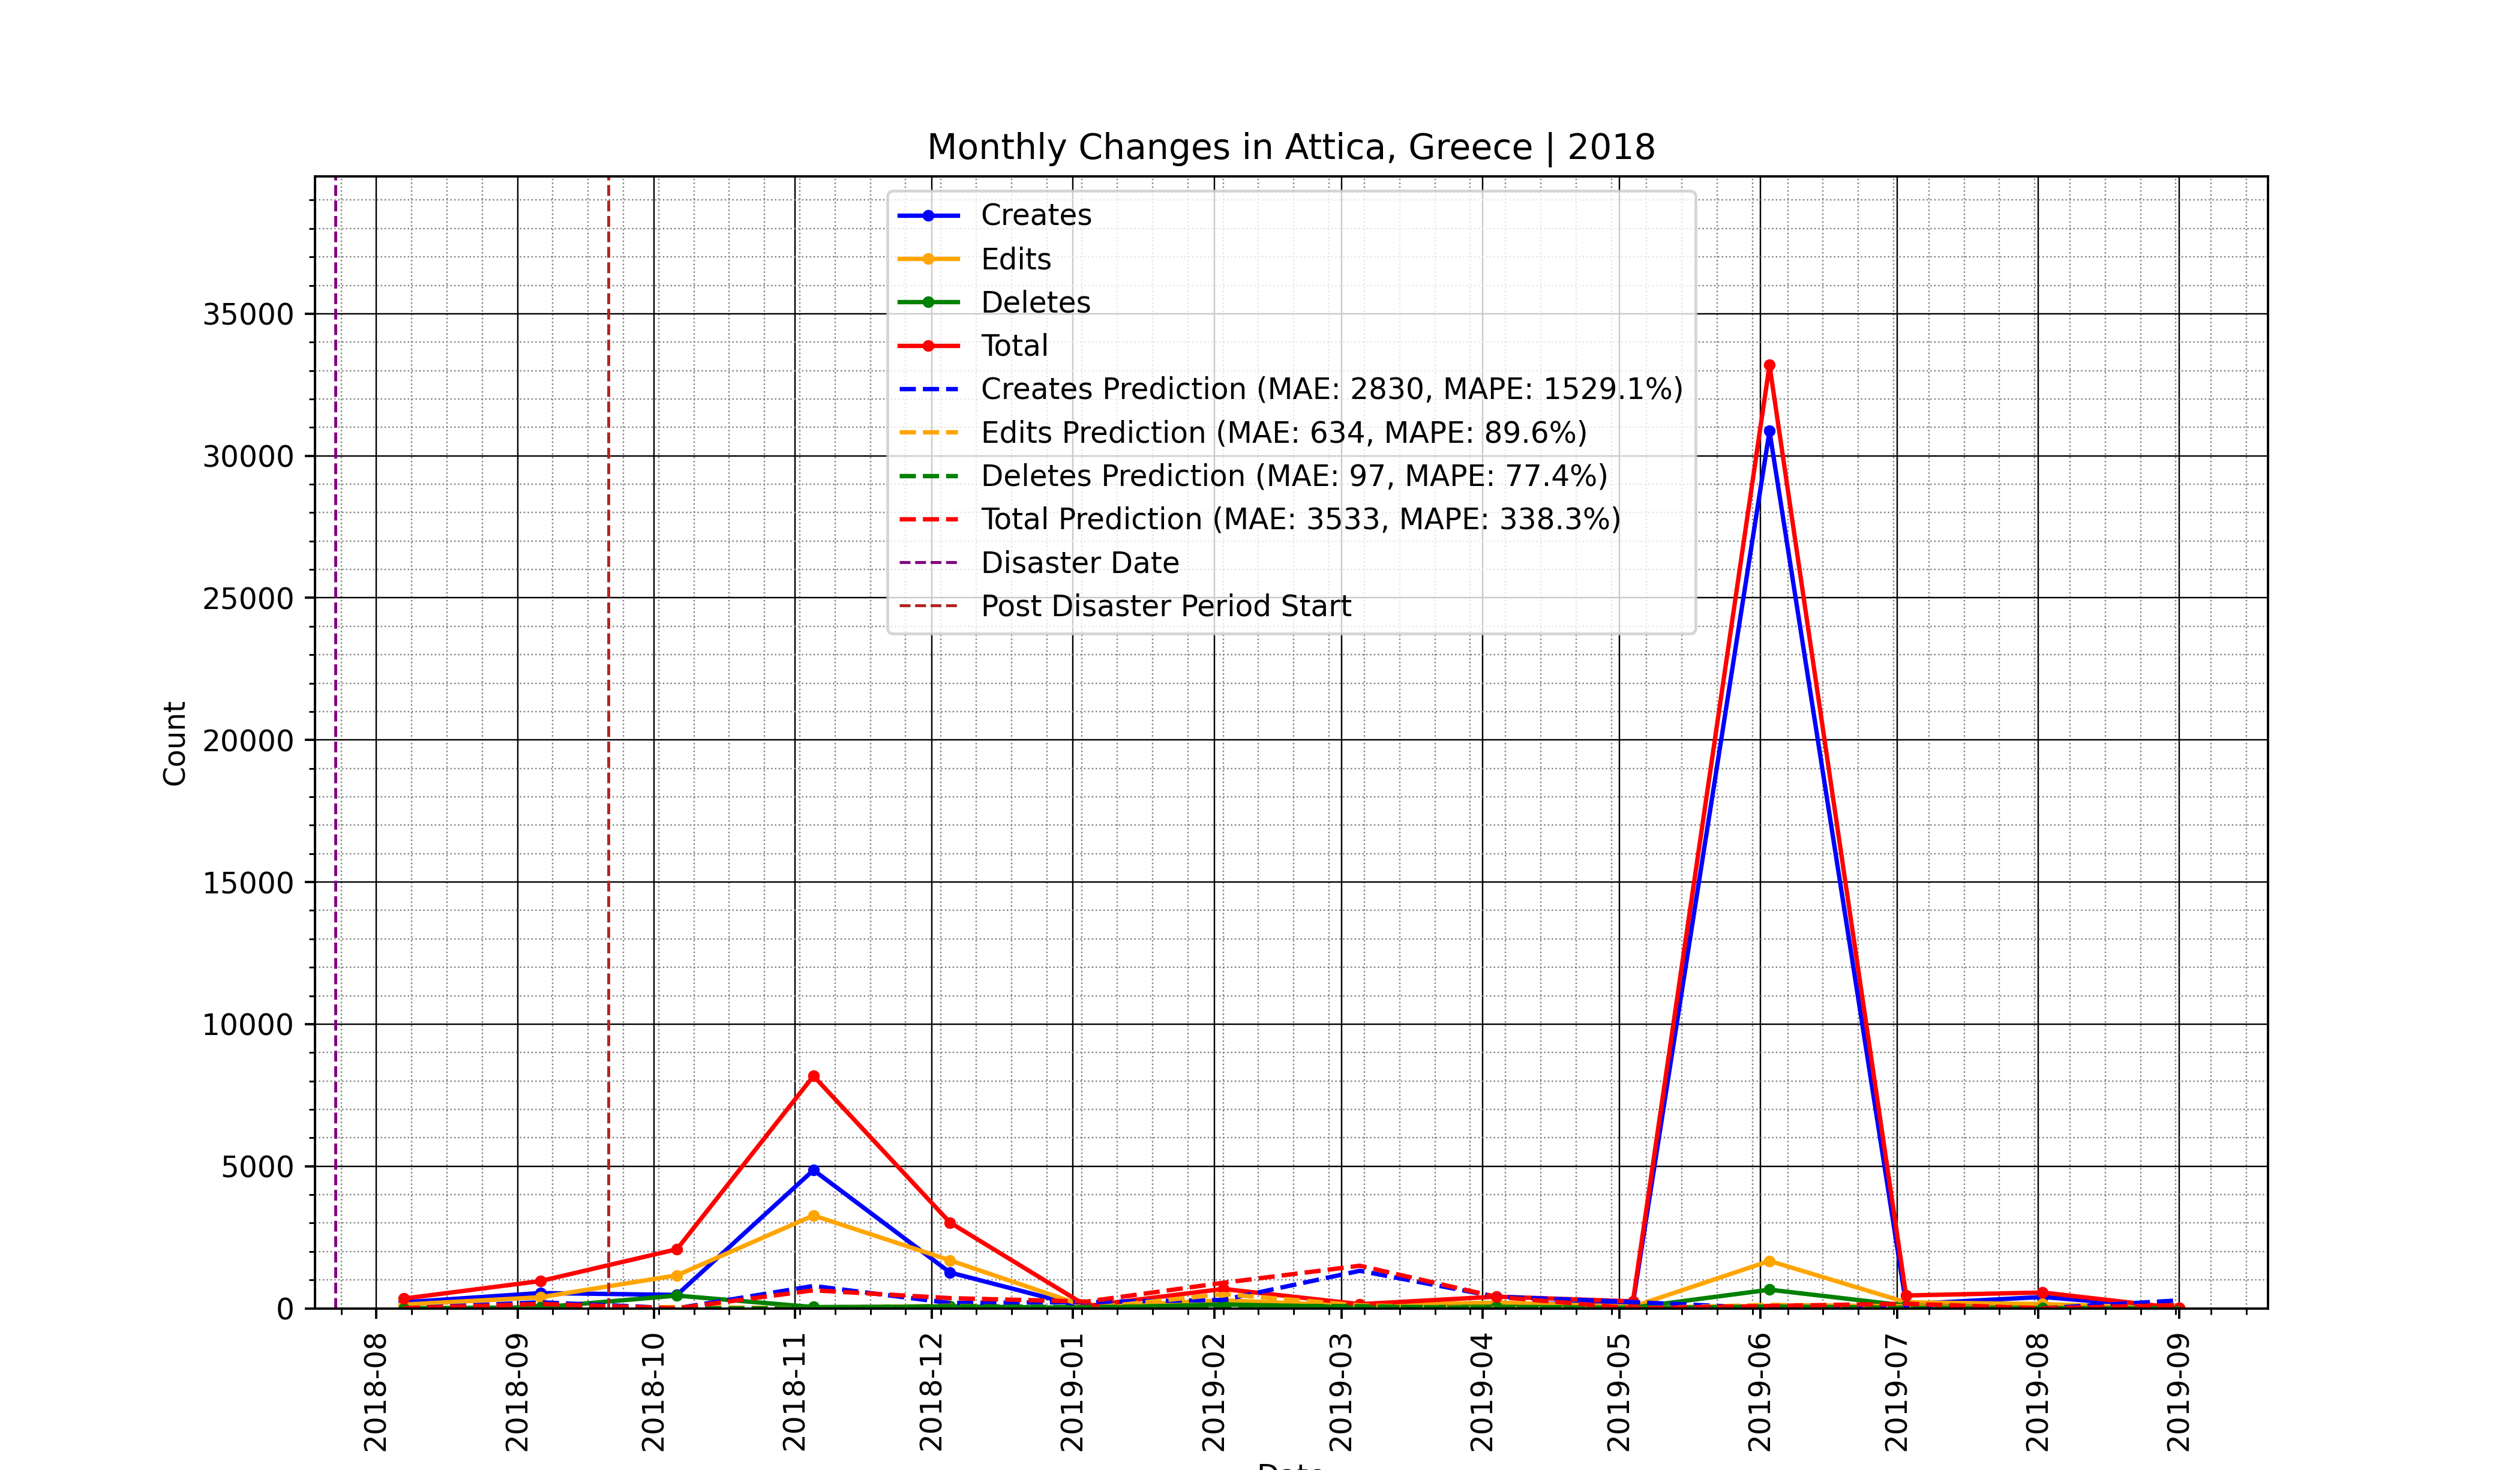 Monthly Changes in Attica, Greece | 2018
Creates
Edits
Deletes
Total
Creates Prediction (MAE: 2830, MAPE: 1529.1%)
Edits Prediction (MAE: 634, MAPE: 89.6%)
Deletes Prediction (MAE: 97, MAPE: 77.4%)
Total Prediction (MAE: 3533, MAPE: 338.3%)
Disaster Date
Post Disaster Period Start
Count
35000
30000
25000
20000
15000
10000
5000
0
2018-08
2018-09
2018-10
2018-11
2018-12
2019-01
2019-02
2019-03
2019-04
2019-05
2019-06
2019-07
2019-08
2019-09